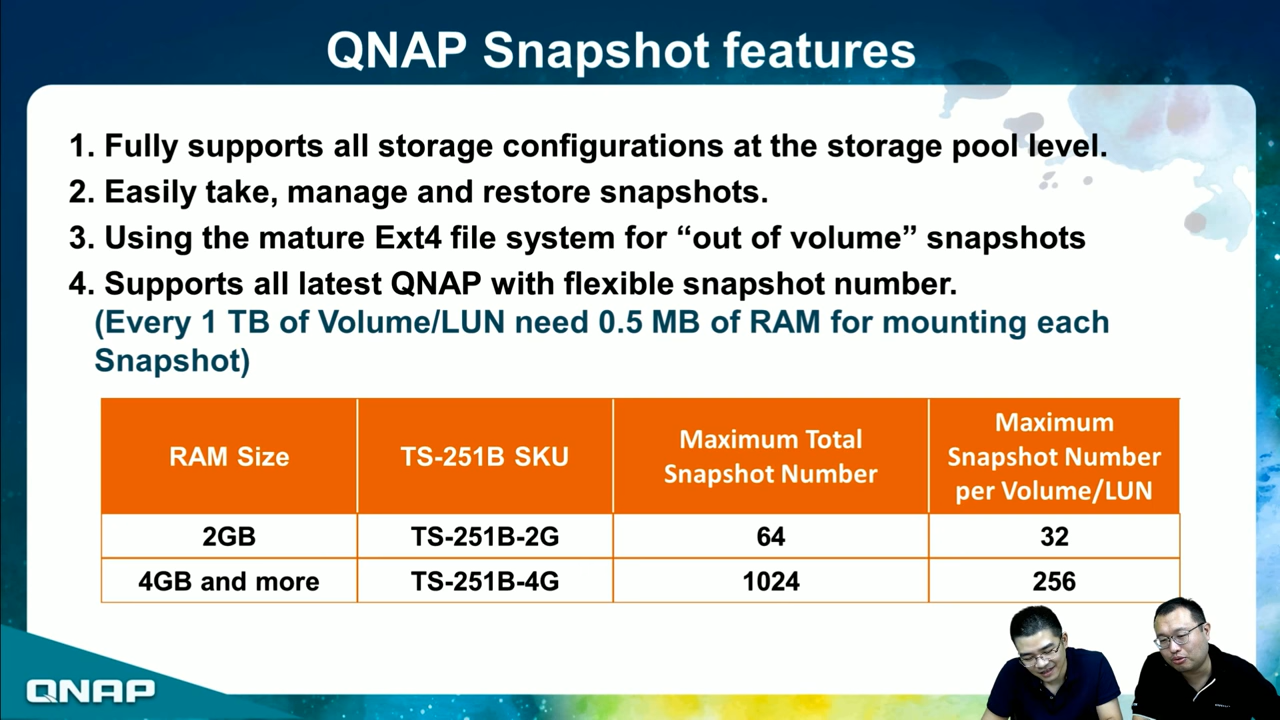 QNAP Snapshot features
1. Fully supports all storage configurations at the storage pool level.
2. Easily take, manage and restore snapshots.
3. Using the mature Ext4 file system for “out of volume” snapshots
4. Supports all latest QNAP with flexible snapshot number.
(Every 1 TB of Volume/LUN need 0.5 MB of RAM for mounting each
Snapshot)
RAM Size
TS-251B SKU
Maximum Total
Snapshot Number
Maximum
Snapshot Number
per Volume/LUN
2GB
TS-251B-2G
64
32
4GB and more
TS-251B-4G
1024
256
QNAP